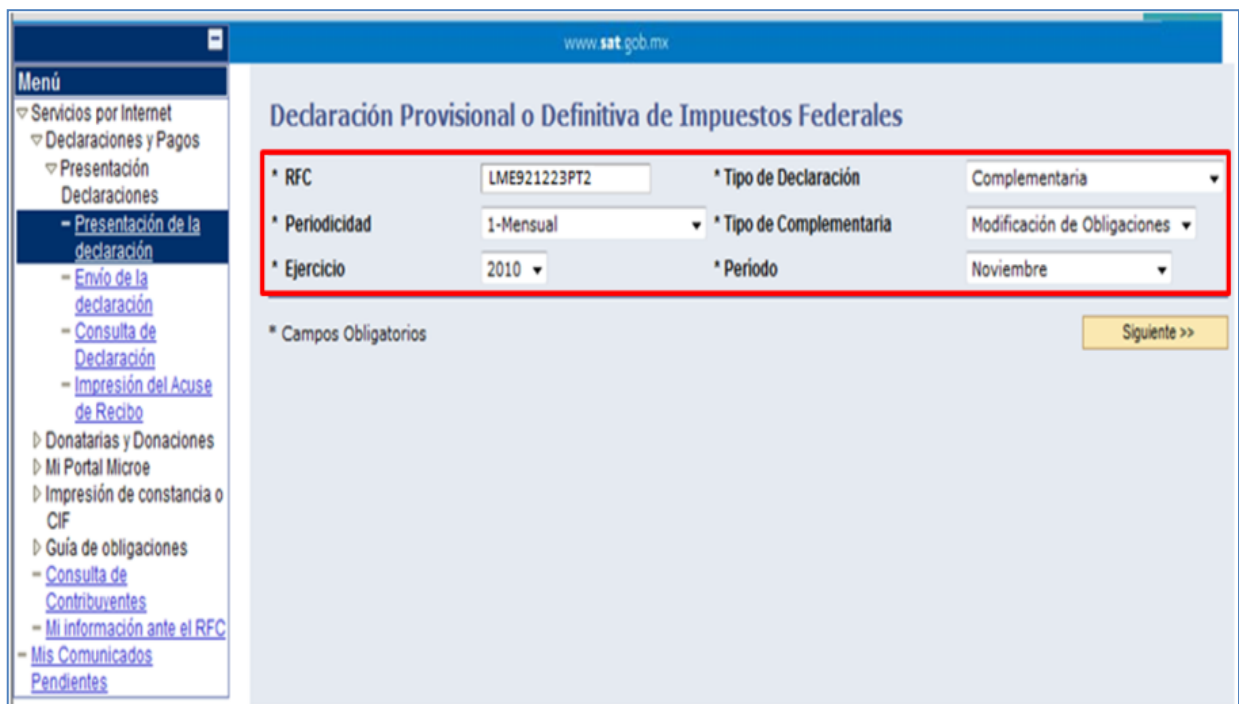 www.sat.gob.mx
Menú
Servicios por Internet
Declaraciones y Pagos
Presentación
Declaraciones
Presentación de la
declaración
Envío de la
declaración
Consulta de
Declaración
Impresión del Acuse
de Recibo
Donatarias y Donaciones
Mi Portal Microe
Impresión de constancia o
CIF
Guía de obligaciones
Consulta de
Contribuyentes
Mi información ante el RFC
Mis Comunicados
Pendientes
Declaración Provisional o Definitiva de Impuestos Federales
* RFC LME921223PT2 * Tipo de Declaración Complementaria
* Periodicidad 1-Mensual * Tipo de Complementaria Modificación de Obligaciones
* Ejercicio 2010 * Período Noviembre
* Campos Obligatorios Siguiente >>